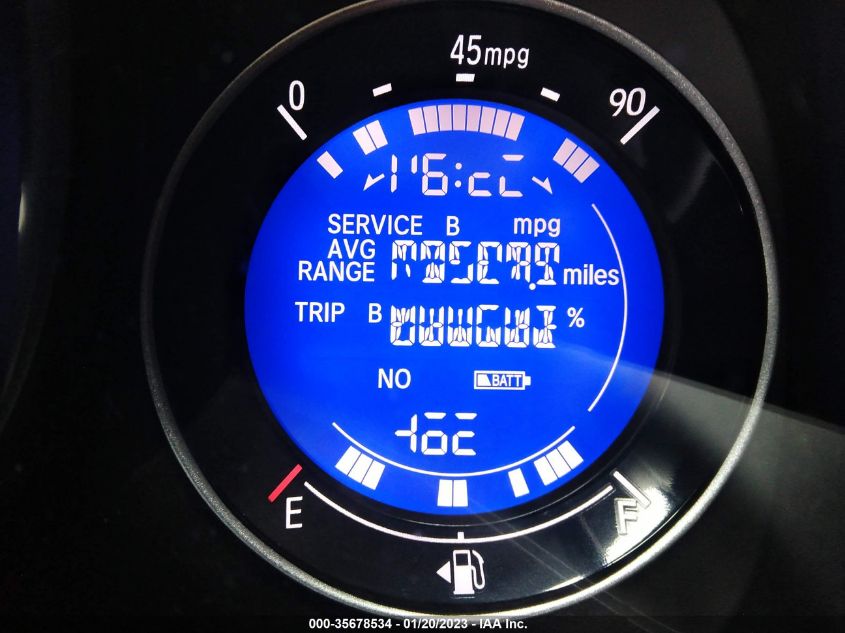 45mpg
0 90
SERVICE B mpg
AVG
RANGE miles
TRIP B %
NO BATT
E F
000-35678534 - 01/20/2023 - IAA Inc.